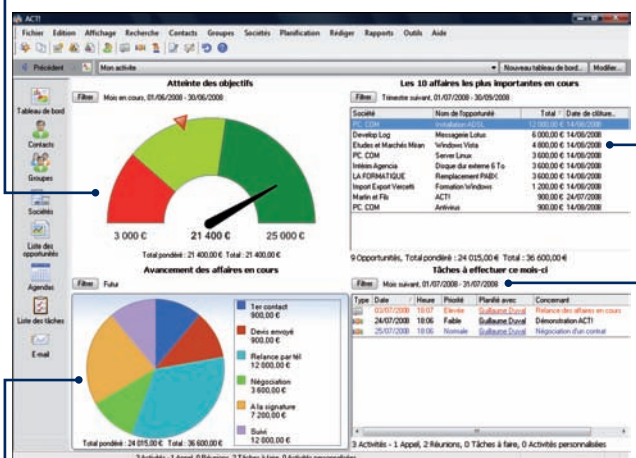 ACT!
Fichier Edition Affichage Recherche Contacts Groupes Sociétés Planification Rédiger Rapports Outils Aide
Précédent Mon activite Nouveau tableau de bord... Modifier...
Tableau de bord
Contacts
Groupes
Sociétés
Liste des opportunités
Agendas
Liste des tâches
E-mail
Atteinte des objectifs
Filtrer Mois en cours, 01/06/2008 - 30/06/2008
3 000 € 21 400 € 25 000 €
Total pondéré : 21 400,00 € Total : 21 400,00 €
Les 10 affaires les plus importantes en cours
Filtrer Trimestre suivant, 01/07/2008 - 30/09/2008
Société Nom de l'opportunité Total Date de clôture...
PC. COM Installation ADSL 12 000,00 € 14/08/2008
Develop Log Messagerie Lotus 6 000,00 € 14/08/2008
Etudes et Marchés Miran Windows Vista 4 800,00 € 14/08/2008
PC. COM Server Linux 3 600,00 € 14/08/2008
Intérim Agencia Disque dur externe 6 To 3 600,00 € 14/08/2008
LA FORMATIQUE Remplacement PABX 3 600,00 € 14/08/2008
Import Export Vercetti Formation Windows 1 200,00 € 14/08/2008
Martin et Fils ACT! 900,00 € 24/07/2008
PC. COM Antivirus 900,00 € 14/08/2008
9 Opportunités, Total pondéré : 24 015,00 € Total : 36 600,00 €
Avancement des affaires en cours
Filtrer Futur
1er contact
900,00 €
Devis envoyé
900,00 €
Relance par tél
12 000,00 €
Négociation
3 600,00 €
A la signature
7 200,00 €
Suivi
12 000,00 €
Total pondéré : 24 015,00 € Total : 36 600,00 €
Tâches à effectuer ce mois-ci
Filtrer Mois suivant, 01/07/2008 - 31/07/2008
Type Date Heure Priorité Planifié avec Concernant
03/07/2008 18:07 Elevée Guillaume Duval Relance des affaires en cours
24/07/2008 18:06 Faible Guillaume Duval Démonstration ACT!
25/07/2008 18:06 Normale Guillaume Duval Négociation d'un contrat
3 Activités - 1 Appel, 2 Réunions, 0 Tâches à faire, 0 Activités personnalisées